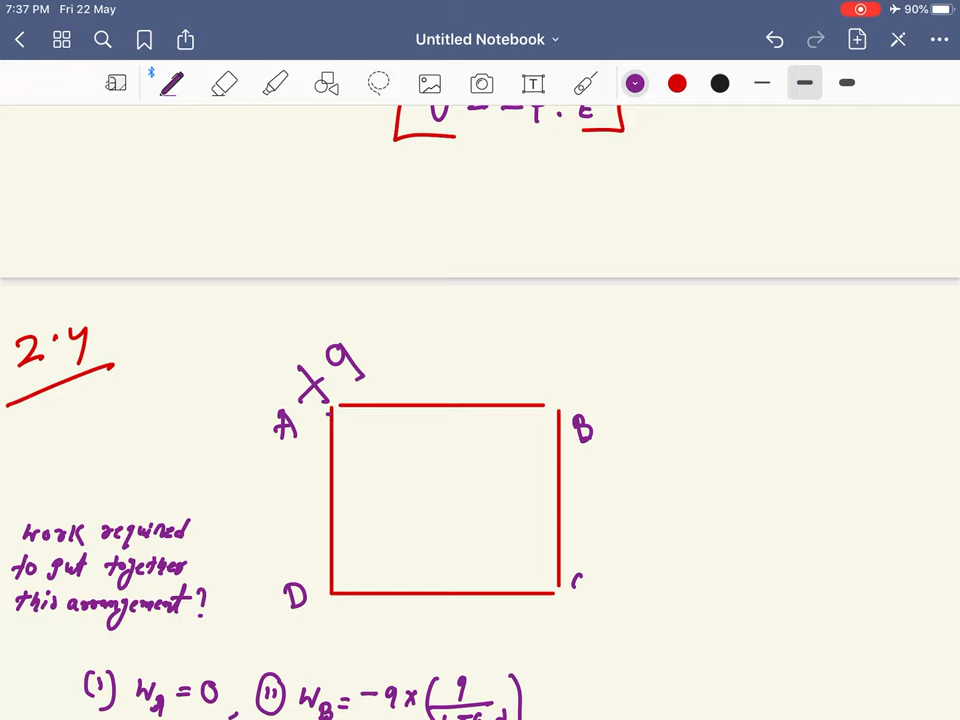 7:37 PM Fri 22 May
90%
Untitled Notebook
T
2.4
+q
A
B
work required
to put together
this arrangement?
D
(i) WA = 0, (ii) WB = -q × (q